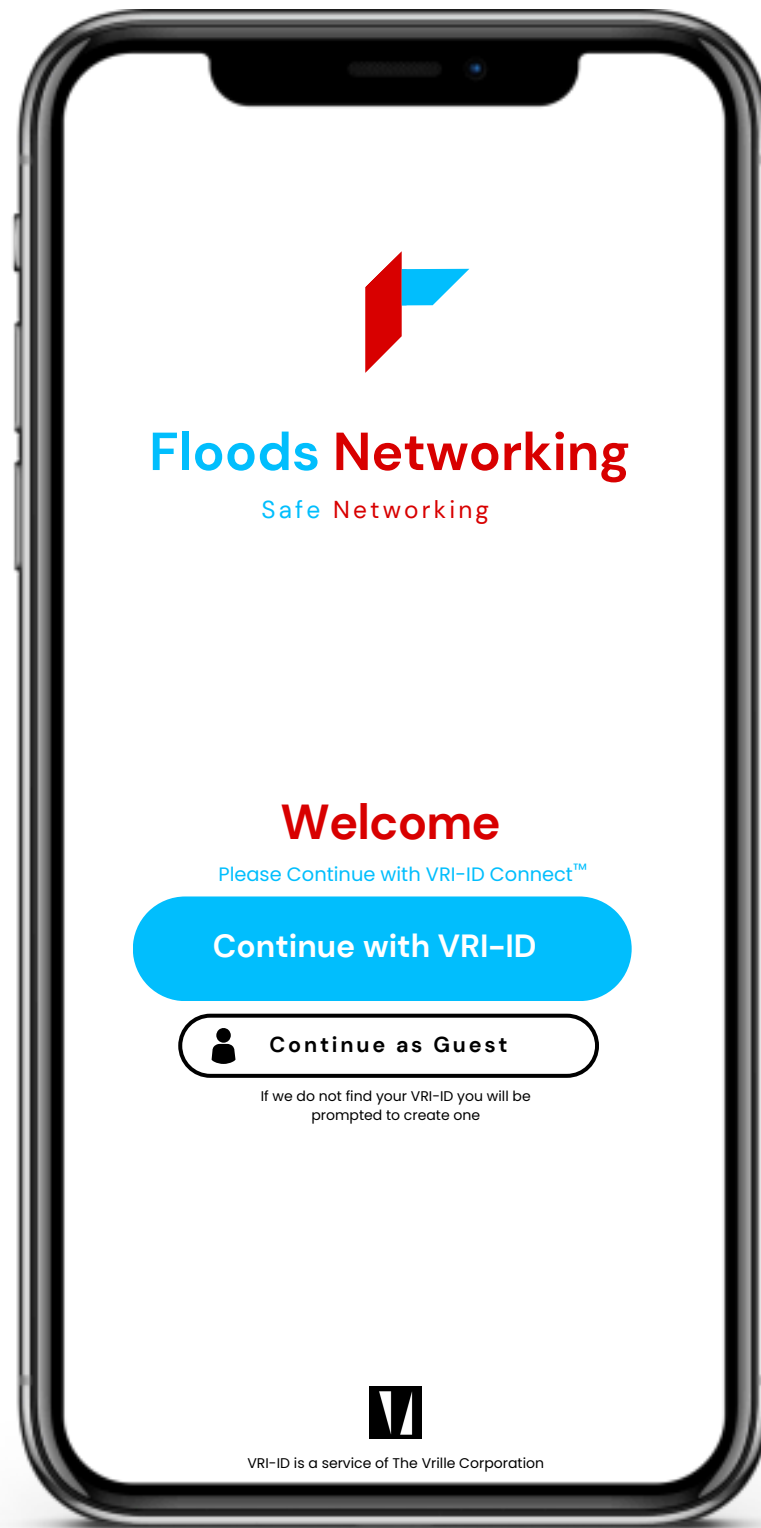 Floods Networking
Safe Networking
Welcome
Please Continue with VRI-ID Connect™
Continue with VRI-ID
Continue as Guest
If we do not find your VRI-ID you will be
prompted to create one
VRI-ID is a service of The Vrille Corporation